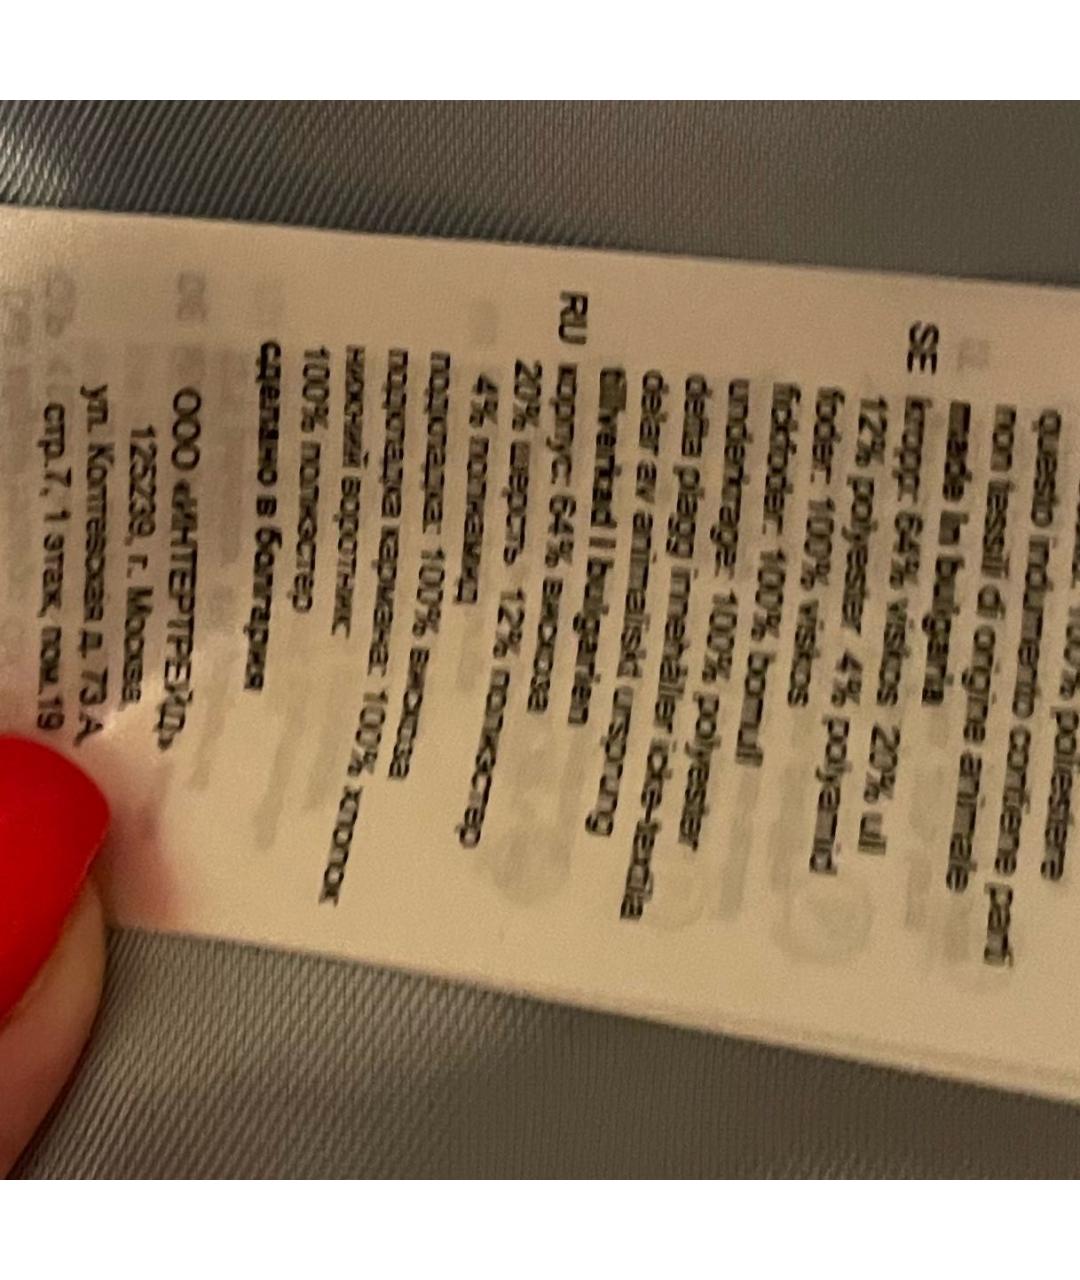 100% poliestere
questo indumento contiene parti
non tessili di origine animale
made in bulgaria
SE kropp: 64% viskos 20% ull
12% polyester 4% polyamid
foder: 100% viskos
fickfoder: 100% bomull
underkrage: 100% polyester
detta plagg innehåller icke-textila
delar av animaliskt ursprung
tillverkad i bulgarien
RU корпус: 64% вискоза
20% шерсть 12% полиэстер
4% полиамид
подкладка: 100% вискоза
подкладка кармана: 100% хлопок
нижний воротник:
100% полиэстер
сделано в болгария
ООО «ИНТЕРТРЕЙД»
125239, г. Москва
ул. Коптевская д. 73 А,
стр.7, 1 этаж, пом.19